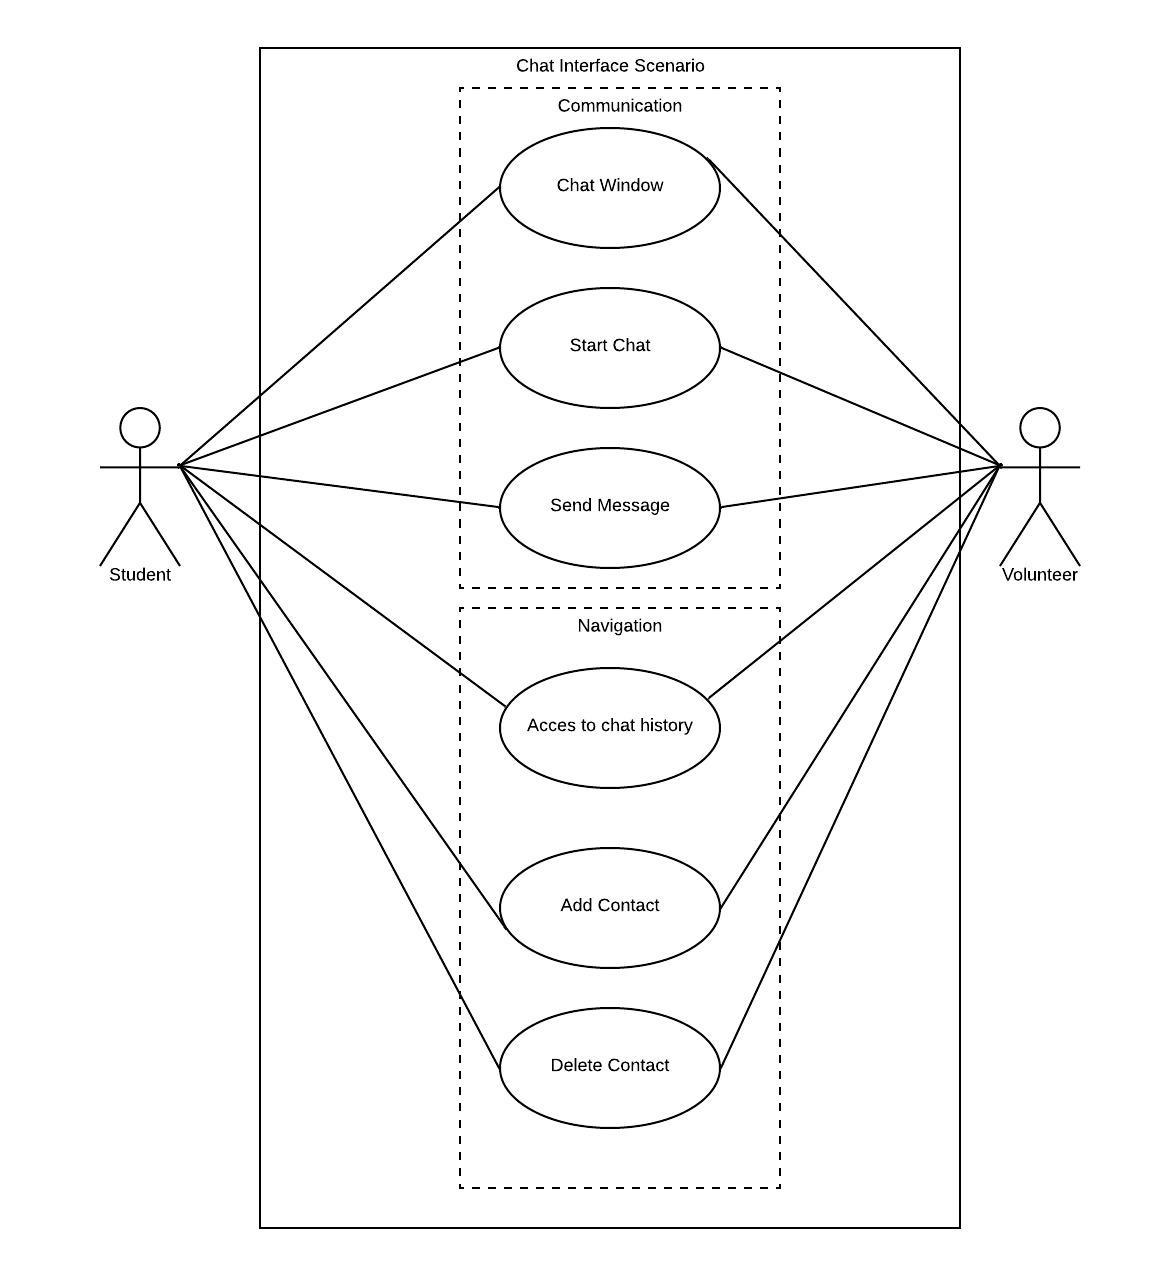 Chat Interface Scenario
Communication
Chat Window
Start Chat
Send Message
Student
Volunteer
Navigation
Acces to chat history
Add Contact
Delete Contact